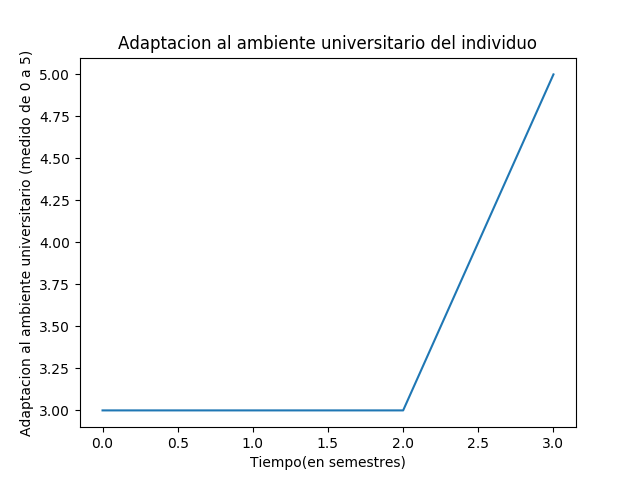 Adaptacion al ambiente universitario del individuo
Adaptacion al ambiente universitario (medido de 0 a 5)
5.00
4.75
4.50
4.25
4.00
3.75
3.50
3.25
3.00
0.0 0.5 1.0 1.5 2.0 2.5 3.0
Tiempo(en semestres)